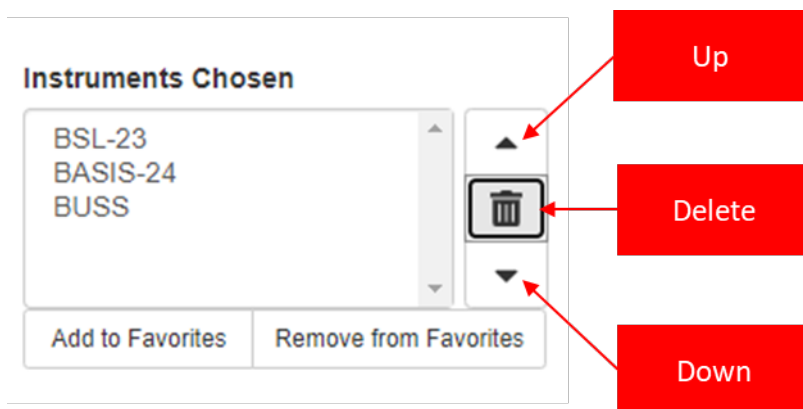 Up
Instruments Chosen
BSL-23
BASIS-24
BUSS
Delete
Add to Favorites Remove from Favorites
Down